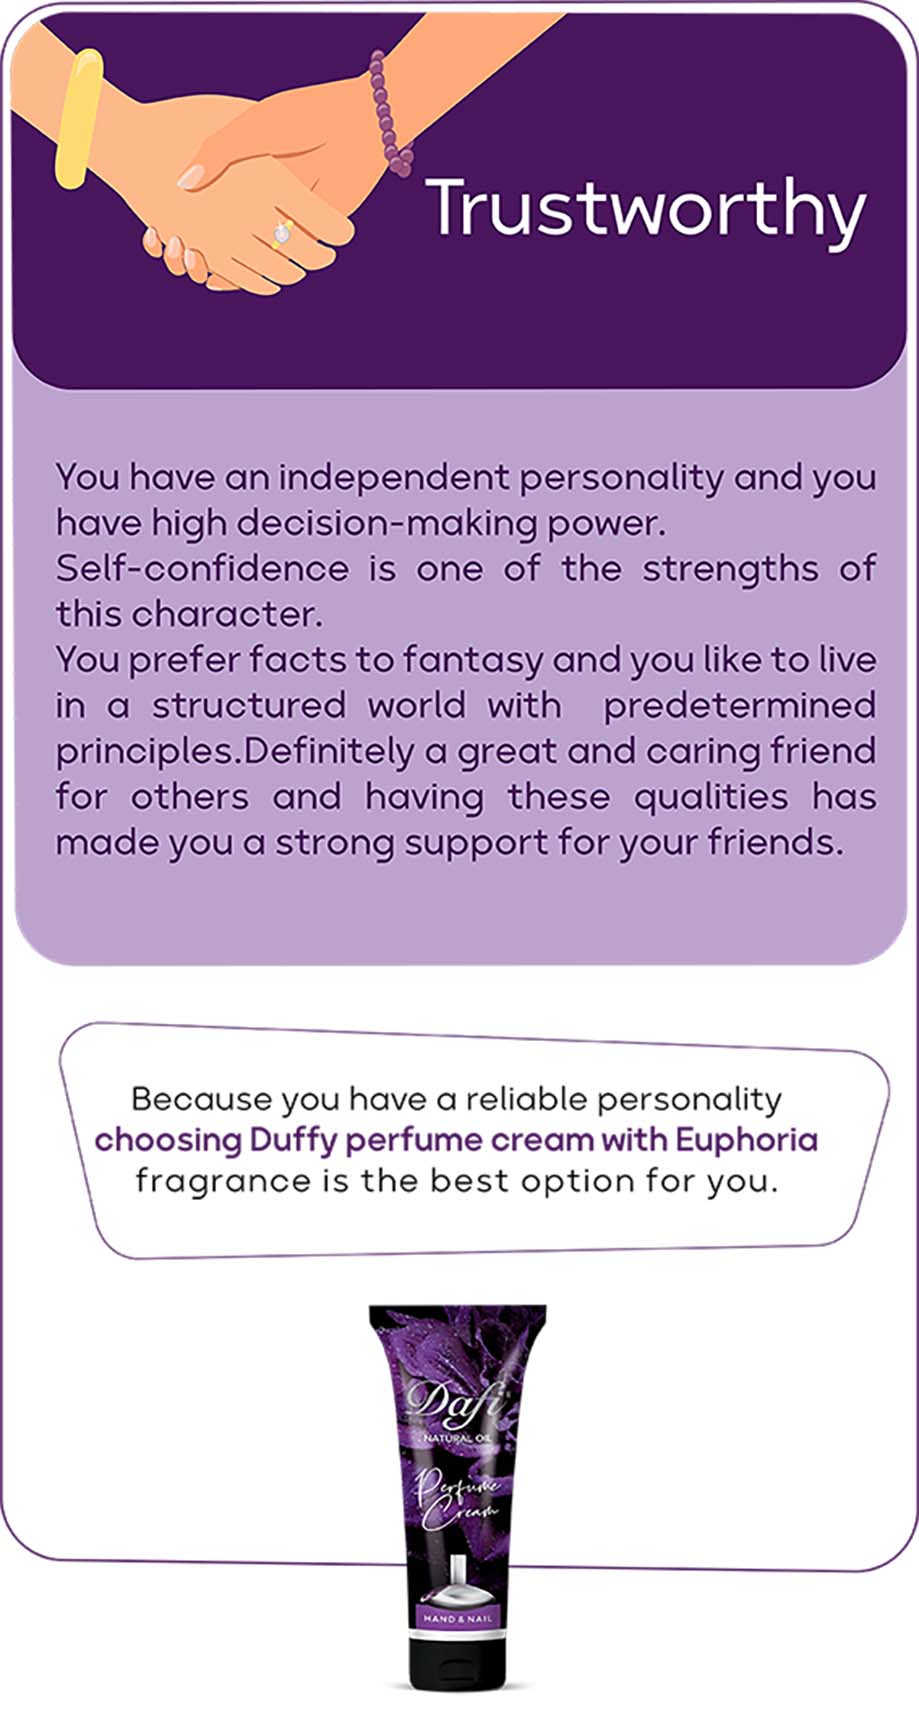 Trustworthy
You have an independent personality and you
have high decision-making power.
Self-confidence is one of the strengths of
this character.
You prefer facts to fantasy and you like to live
in a structured world with predetermined
principles.Definitely a great and caring friend
for others and having these qualities has
made you a strong support for your friends.
Because you have a reliable personality
choosing Duffy perfume cream with Euphoria
fragrance is the best option for you.
Dafi
NATURAL OIL
Perfume
Cream
HAND & NAIL